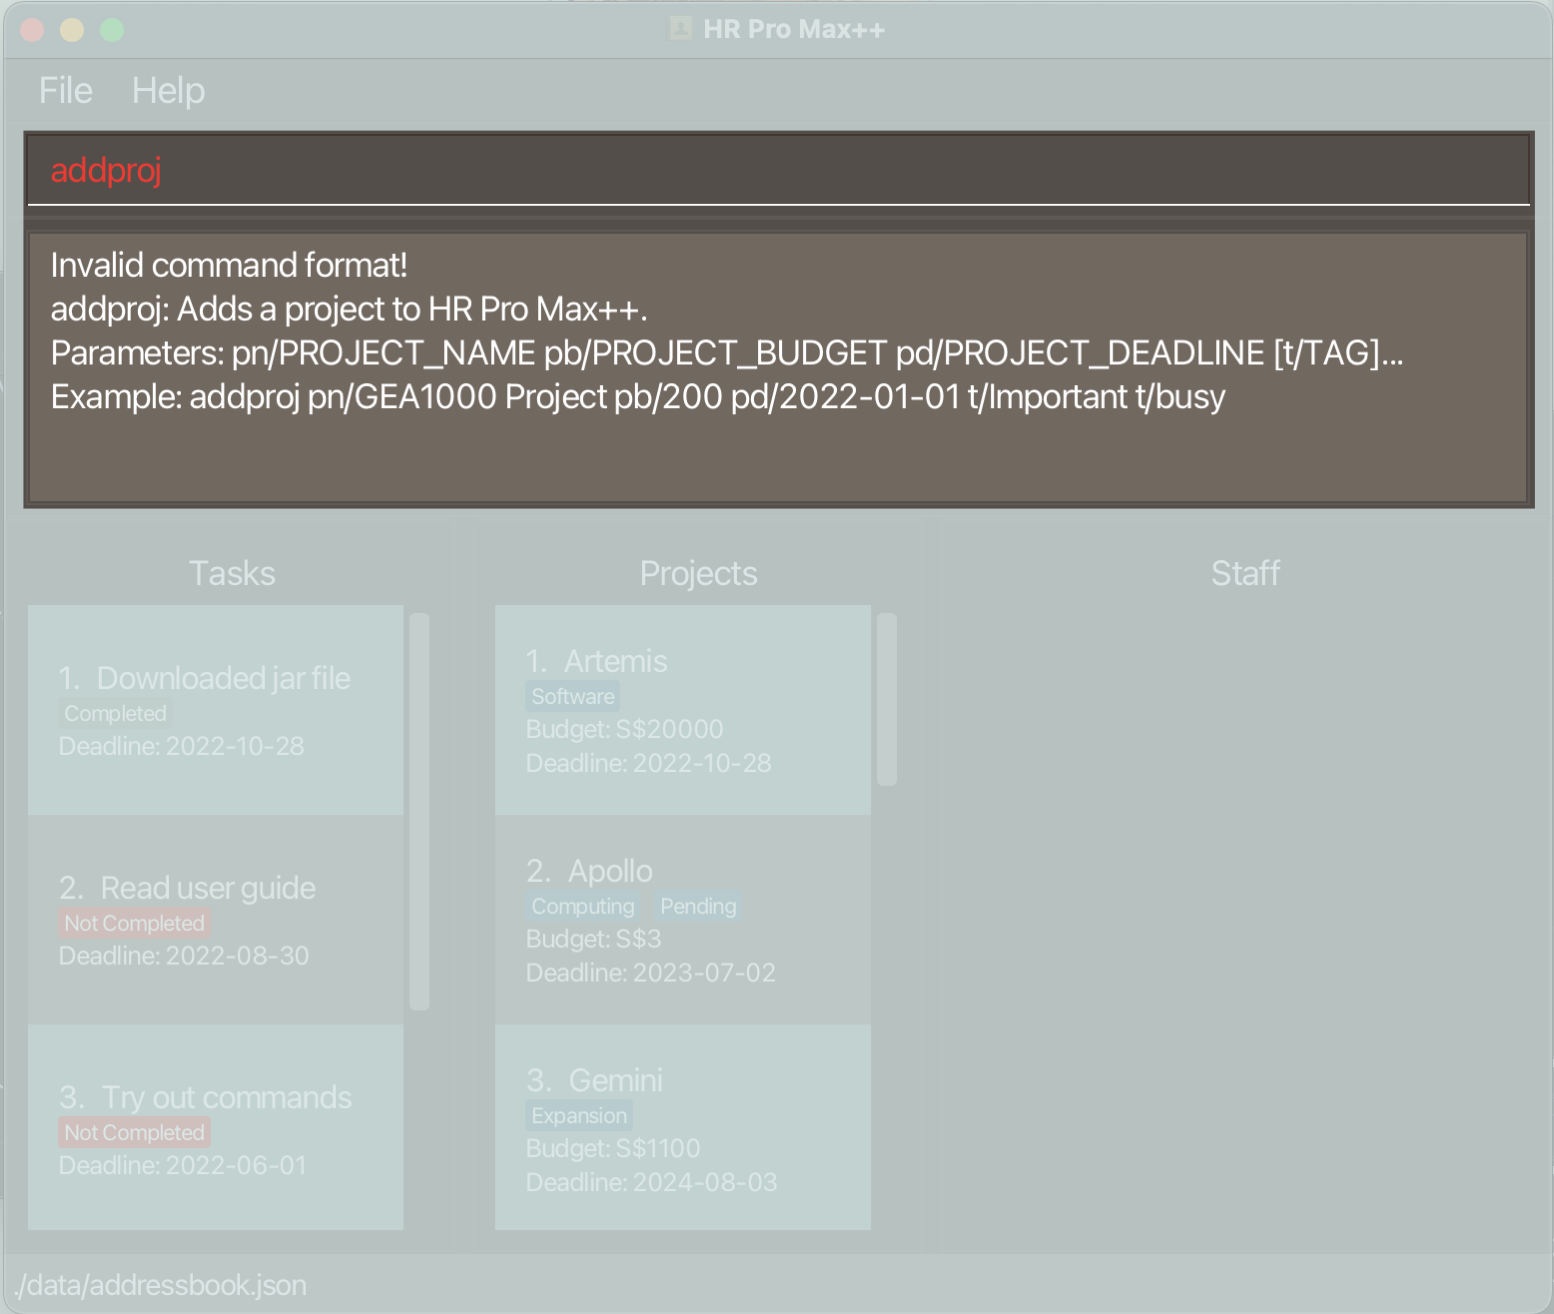 HR Pro Max++
File Help
addproj
Invalid command format!
addproj: Adds a project to HR Pro Max++.
Parameters: pn/PROJECT_NAME pb/PROJECT_BUDGET pd/PROJECT_DEADLINE [t/TAG]...
Example: addproj pn/GEA1000 Project pb/200 pd/2022-01-01 t/Important t/busy
Tasks
1. Downloaded jar file
Completed
Deadline: 2022-10-28
2. Read user guide
Not Completed
Deadline: 2022-08-30
3. Try out commands
Not Completed
Deadline: 2022-06-01
Projects
1. Artemis
Software
Budget: S$20000
Deadline: 2022-10-28
2. Apollo
Computing Pending
Budget: S$3
Deadline: 2023-07-02
3. Gemini
Expansion
Budget: S$1100
Deadline: 2024-08-03
Staff
./data/addressbook.json